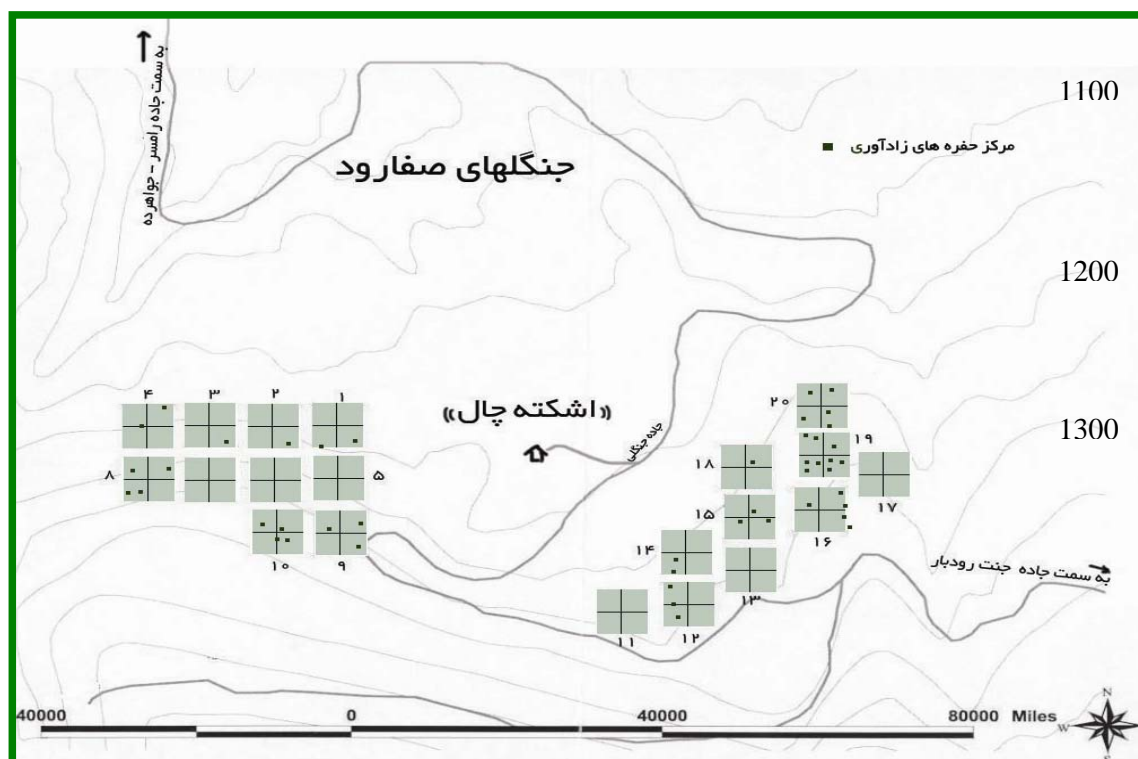 1100
مرکز حفره های زادآوری
جنگلهای صفارود
به سمت جاده رامسر - جواهرده
1200
۴
۳
۲
۱
«اشکته چال»
۲۰
1300
۱۹
جاده جنگلی
۱۸
۸
۵
۱۷
۱۵
۱۶
۱۴
۱۰
۹
به سمت جاده جنت رودبار
۱۳
۱۲
۱۱
40000
0
40000
80000 Miles
N
W